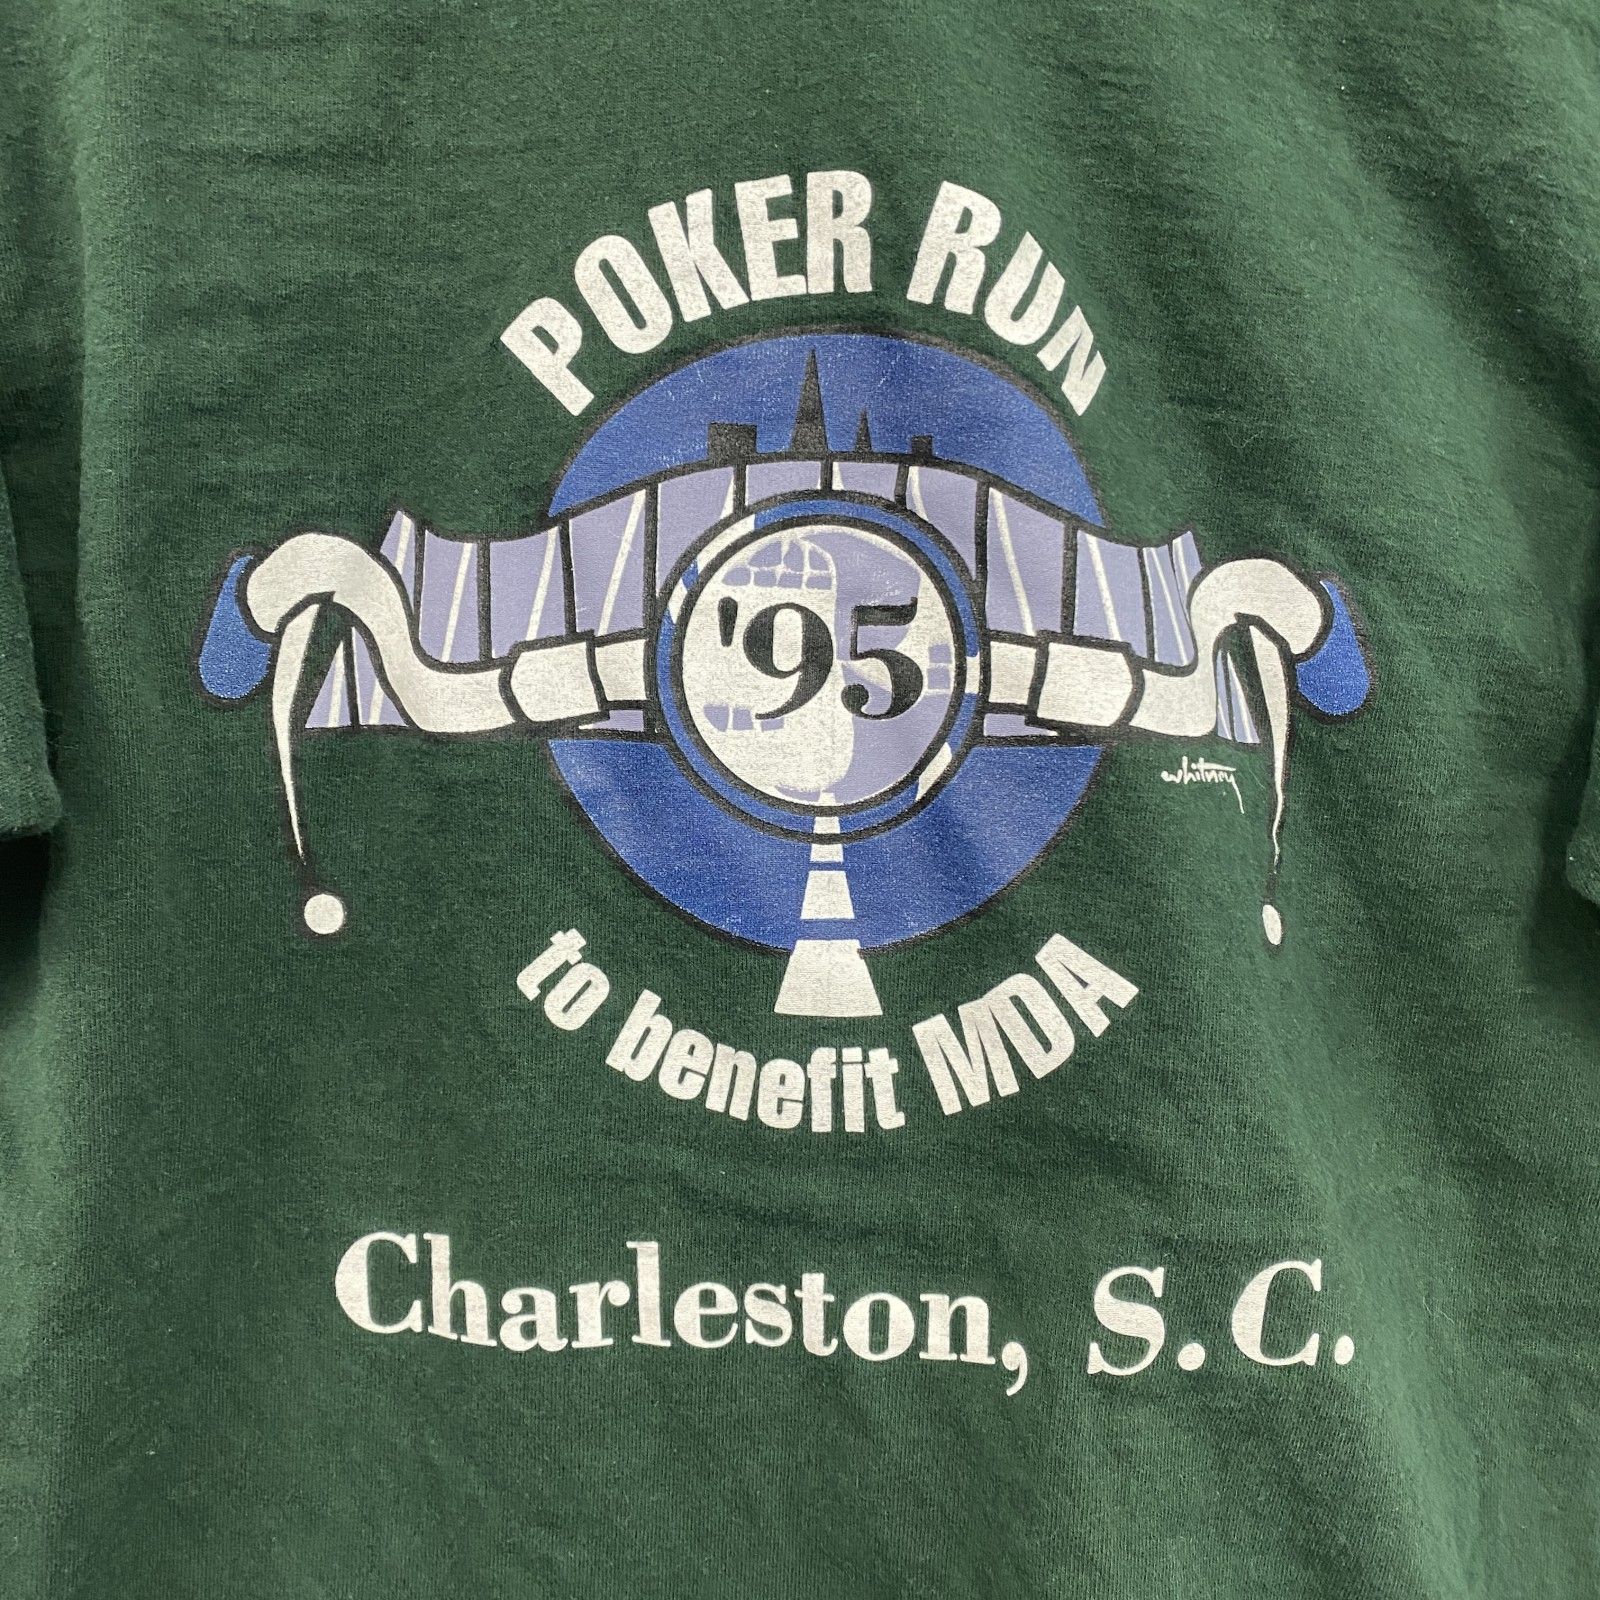 POKER RUN
'95
whitney
to benefit MDA
Charleston, S.C.